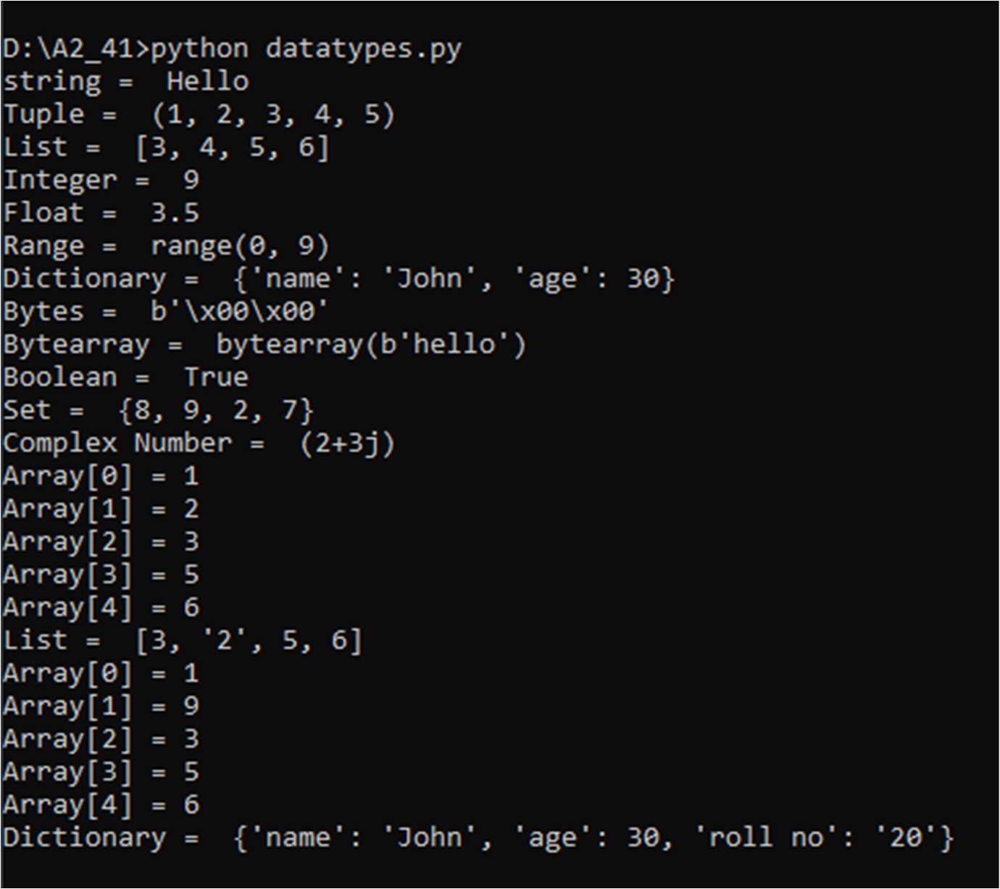 D:\A2_41>python datatypes.py
string =  Hello
Tuple =  (1, 2, 3, 4, 5)
List =  [3, 4, 5, 6]
Integer =  9
Float =  3.5
Range =  range(0, 9)
Dictionary =  {'name': 'John', 'age': 30}
Bytes =  b'\x00\x00'
Bytearray =  bytearray(b'hello')
Boolean =  True
Set =  {8, 9, 2, 7}
Complex Number =  (2+3j)
Array[0] = 1
Array[1] = 2
Array[2] = 3
Array[3] = 5
Array[4] = 6
List =  [3, '2', 5, 6]
Array[0] = 1
Array[1] = 9
Array[2] = 3
Array[3] = 5
Array[4] = 6
Dictionary =  {'name': 'John', 'age': 30, 'roll no': '20'}